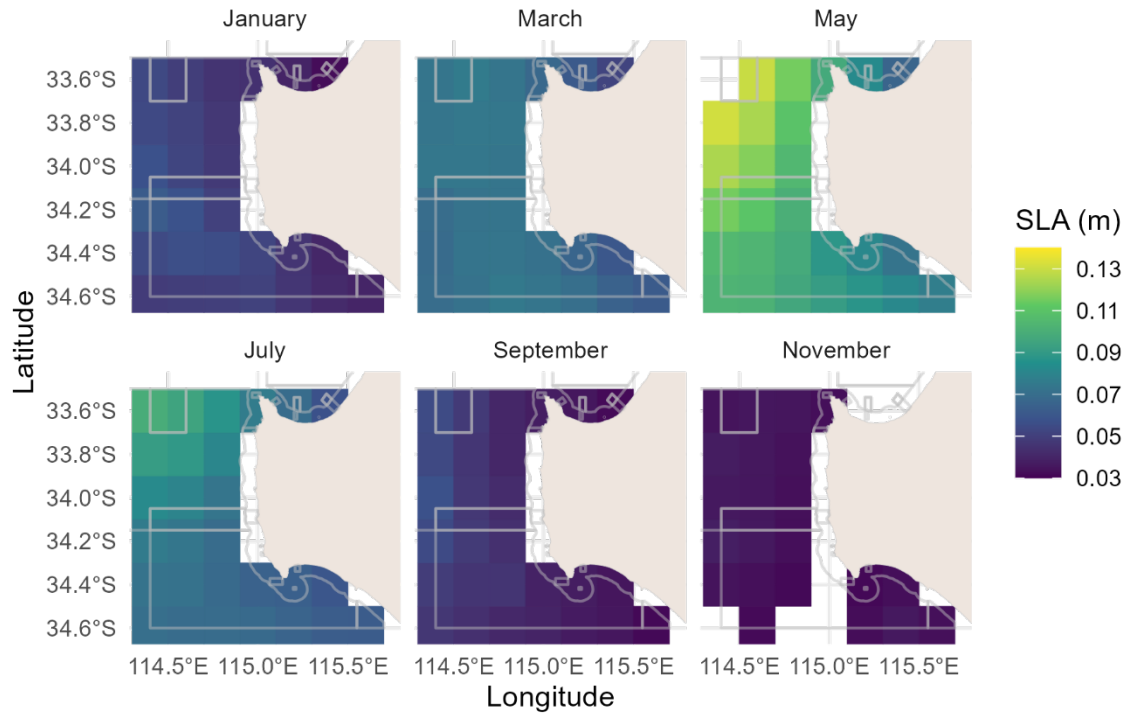 January
March
May
33.6°S
33.8°S
34.0°S
34.2°S
34.4°S
34.6°S
Latitude
SLA (m)
0.13
0.11
0.09
0.07
0.05
0.03
July
September
November
33.6°S
33.8°S
34.0°S
34.2°S
34.4°S
34.6°S
114.5°E 115.0°E 115.5°E
114.5°E 115.0°E 115.5°E
114.5°E 115.0°E 115.5°E
Longitude